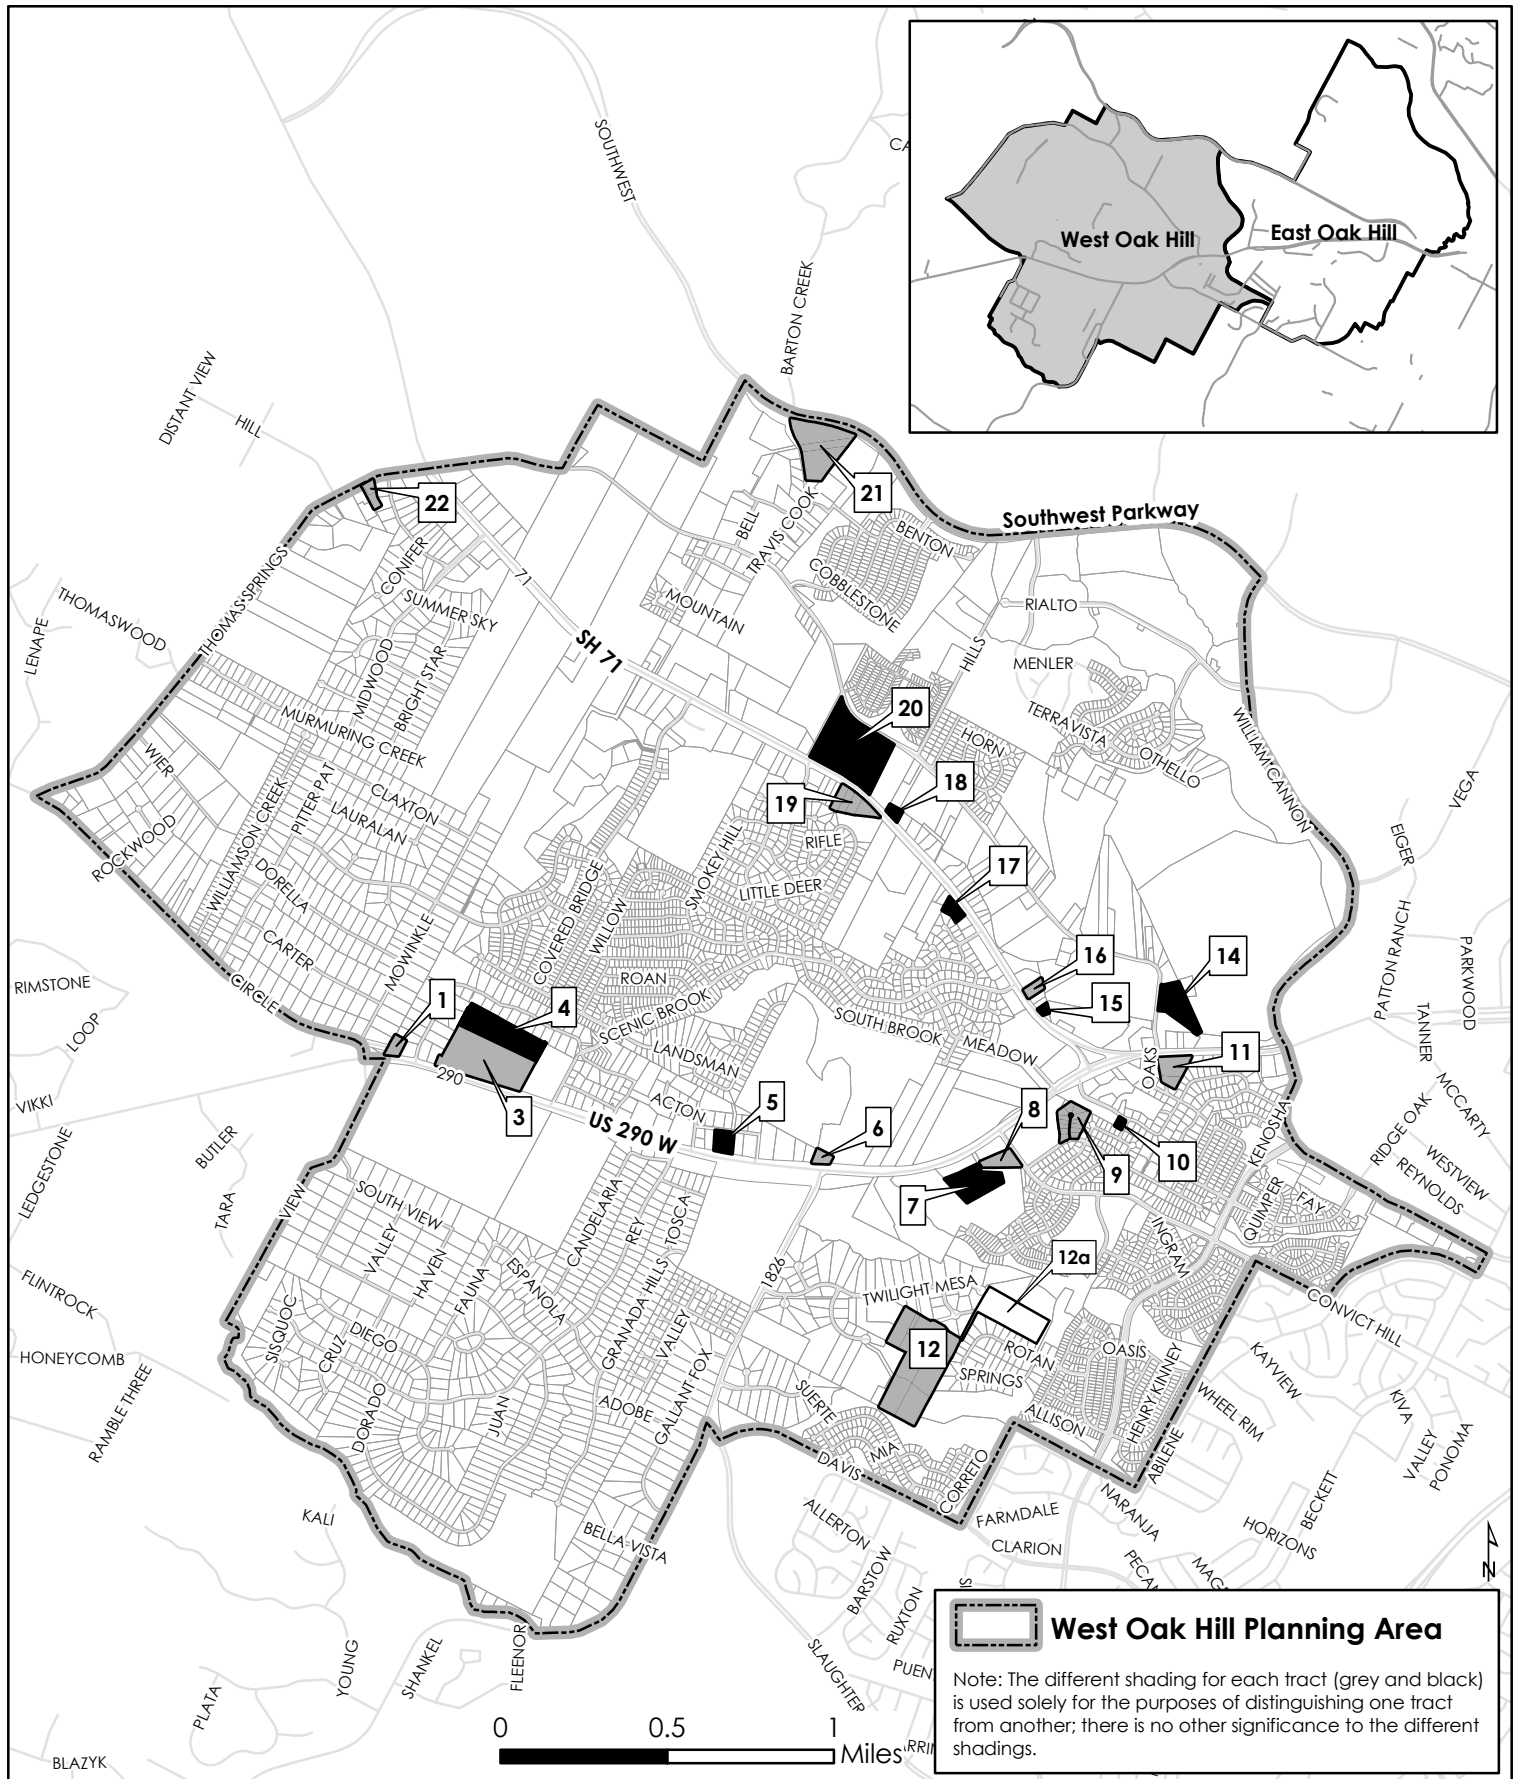 SOUTHWEST
CA
BARTON CREEK
West Oak Hill
East Oak Hill
DISTANT VIEW
HILL
22
21
Southwest Parkway
BELL
TRAVIS COOK
BENTON
COBBLESTONE
MOUNTAIN
CONIFER
SUMMER SKY
71
SH 71
THOMAS SPRINGS
THOMASWOOD
LENAPE
MIDWOOD
BRIGHT STAR
MURMURING CREEK
RIALTO
HILLS
MENLER
TERRAVISTA
OTHELLO
WILLIAM CANNON
20
HORN
18
19
WIER
PITTER PAT
CLAXTON
LAURALAN
WILLIAMSON CREEK
ROCKWOOD
DORELLA
CARTER
MOWINKLE
CIRCLE
COVERED BRIDGE
WILLOW
SMOKEY HILL
RIFLE
LITTLE DEER
17
VEGA
EIGER
PATTON RANCH
PARKWOOD
TANNER
MCCARTY
RIMSTONE
LOOP
VIKKI
1
4
ROAN
SCENIC BROOK
SOUTH BROOK
MEADOW
LANDSMAN
16
15
14
11
OAKS
290
3
ACTON
US 290 W
5
6
8
7
9
10
KENOSHA
RIDGE OAK
WESTVIEW
REYNOLDS
LEDGESTONE
BUTLER
TARA
VIEW
SOUTH VIEW
VALLEY
HAVEN
FAUNA
ESPANOLA
CANDELARIA
REY
TOSCA
GRANADA HILLS
VALLEY
1826
TWILIGHT MESA
12a
12
INGRAM
QUIMPER
FAY
CONVICT HILL
FLINTROCK
HONEYCOMB
RAMBLE THREE
SISQUOC
CRUZ
DIEGO
DORADO
JUAN
ADOBE
GALLANT FOX
SUERTE
MIA
DAVIS
CORRETO
ROTAN
SPRINGS
OASIS
ALLISON
HENRY KINNEY
ABILENE
WHEEL RIM
KAYVIEW
KIVA
VALLEY
PONOMA
BECKETT
HORIZONS
NARANJA
FARMDALE
CLARION
PECAN
MAG
ALLERTON
BARSTOW
RUXTON
IS
PUEN
SLAUGHTER
KALI
BELLA VISTA
YOUNG
SHANKEL
FLEENOR
PLATA
BLAZYK
ARRIN
0
0.5
1
Miles
N
West Oak Hill Planning Area
Note: The different shading for each tract (grey and black)
is used solely for the purposes of distinguishing one tract
from another; there is no other significance to the different
shadings.